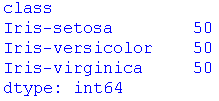 class
Iris-setosa        50
Iris-versicolor    50
Iris-virginica     50
dtype: int64